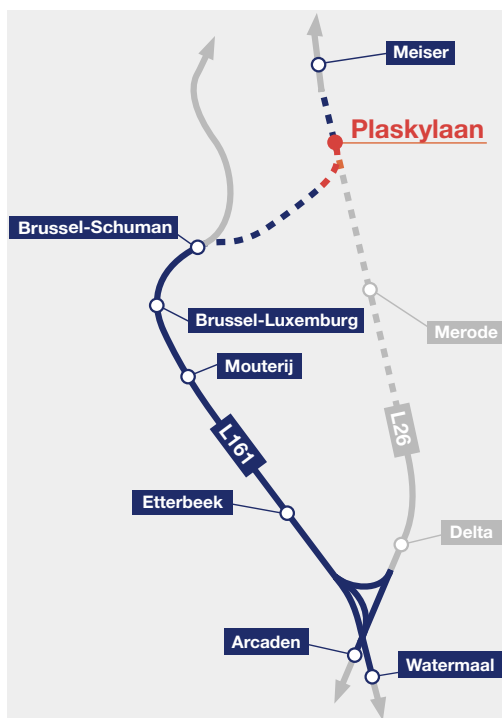 Meiser
Plaskylaan
Brussel-Schuman
Brussel-Luxemburg
Merode
Mouterij
L26
L161
Etterbeek
Delta
Arcaden
Watermaal